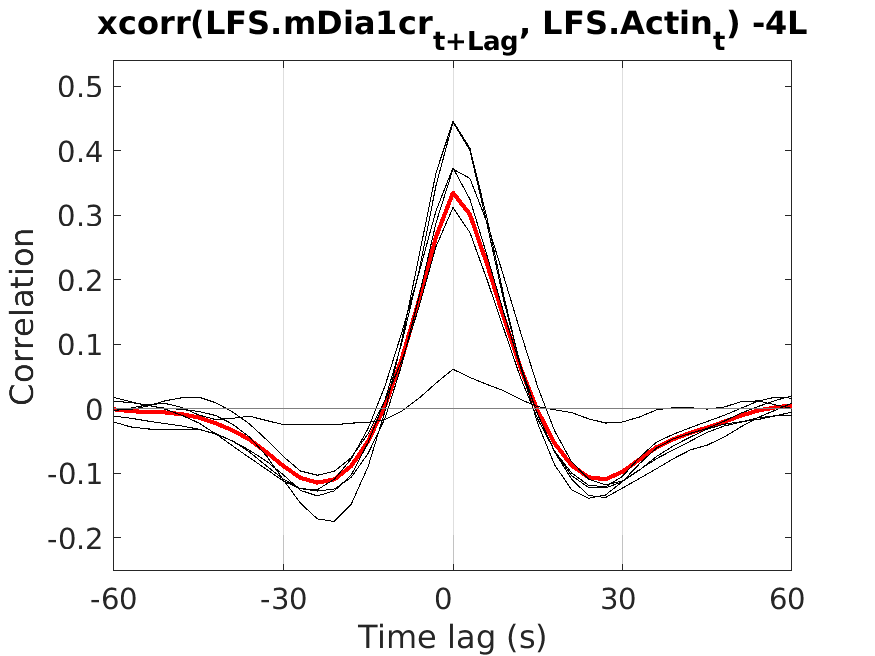 xcorr(LFS.mDia1cr_{t+Lag}, LFS.Actin_t) -4L
0.5
0.4
0.3
0.2
0.1
0
-0.1
-0.2
Correlation
-60 -30 0 30 60
Time lag (s)